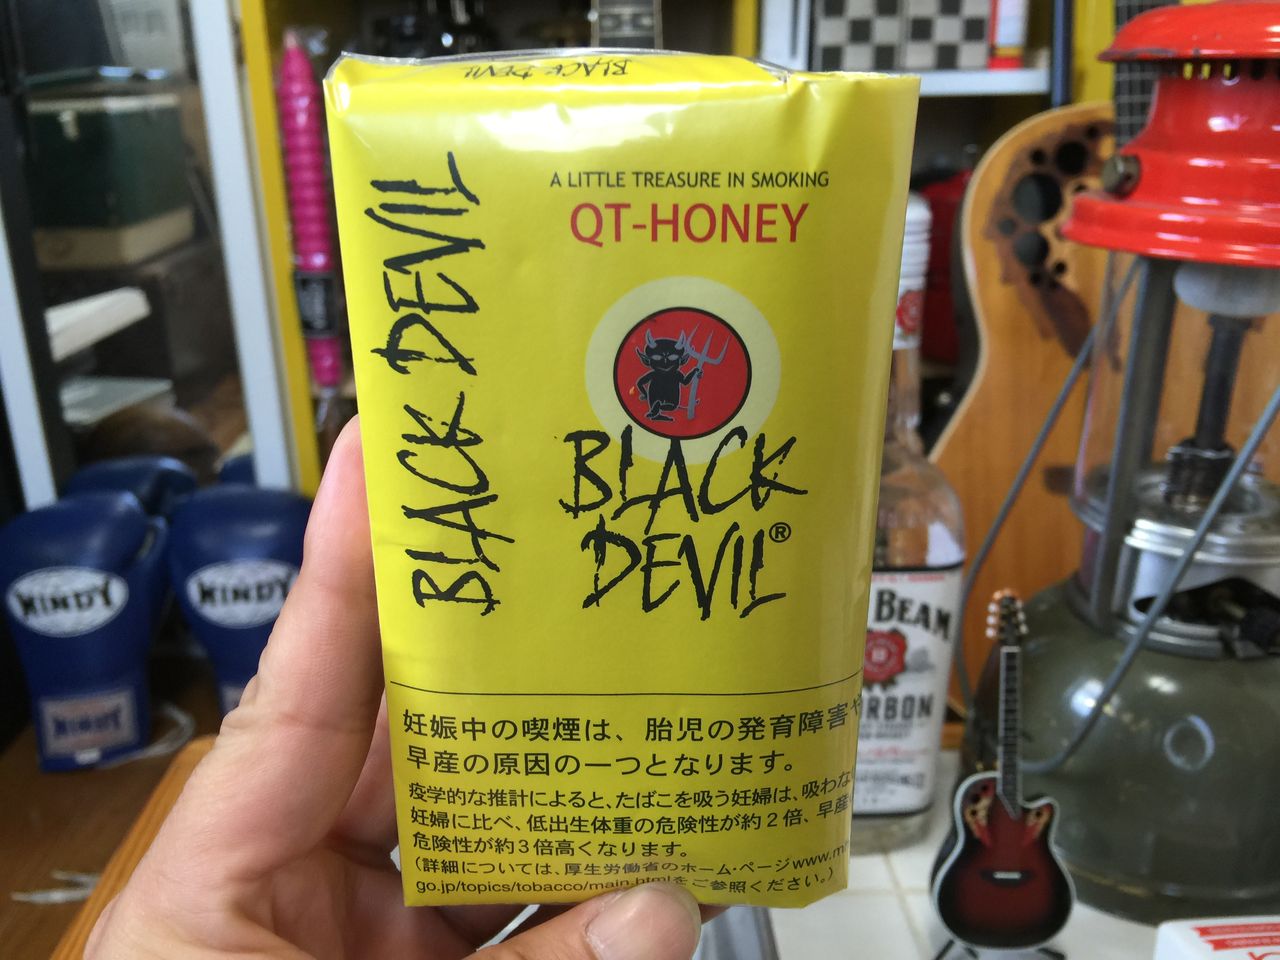 BLACK DEVIL
A LITTLE TREASURE IN SMOKING
QT-HONEY
BLACK DEVIL
BLACK
DEVIL®
妊娠中の喫煙は、胎児の発育障害や
早産の原因の一つとなります。
疫学的な推計によると、たばこを吸う妊婦は、吸わない
妊婦に比べ、低出生体重の危険性が約2倍、早産
危険性が約3倍高くなります。
(詳細については、厚生労働省のホーム・ページwww.m
go.jp/topics/tobacco/main.htmlをご参照ください。)
WINDY
WINDY
WINDY
BEAM
RBON